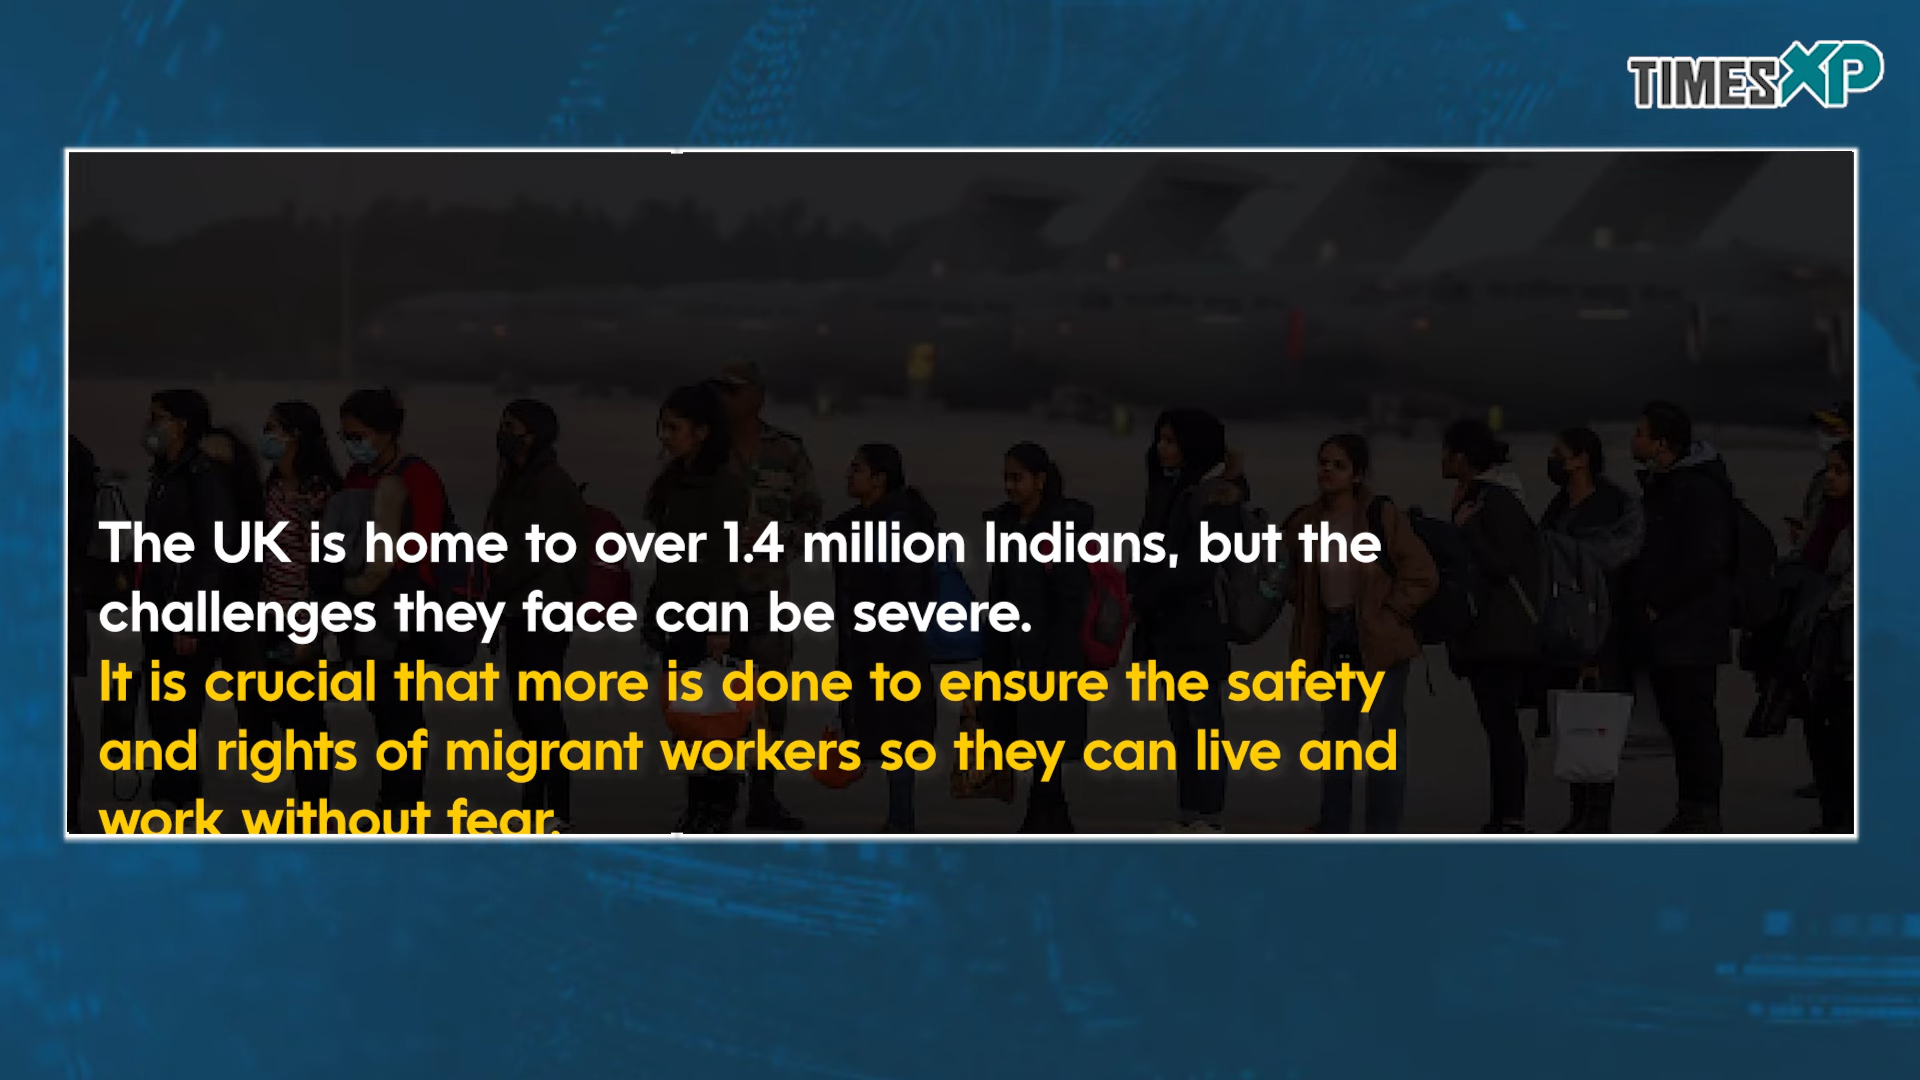 TIMESXP
The UK is home to over 1.4 million Indians, but the
challenges they face can be severe.
It is crucial that more is done to ensure the safety
and rights of migrant workers so they can live and
work without fear.